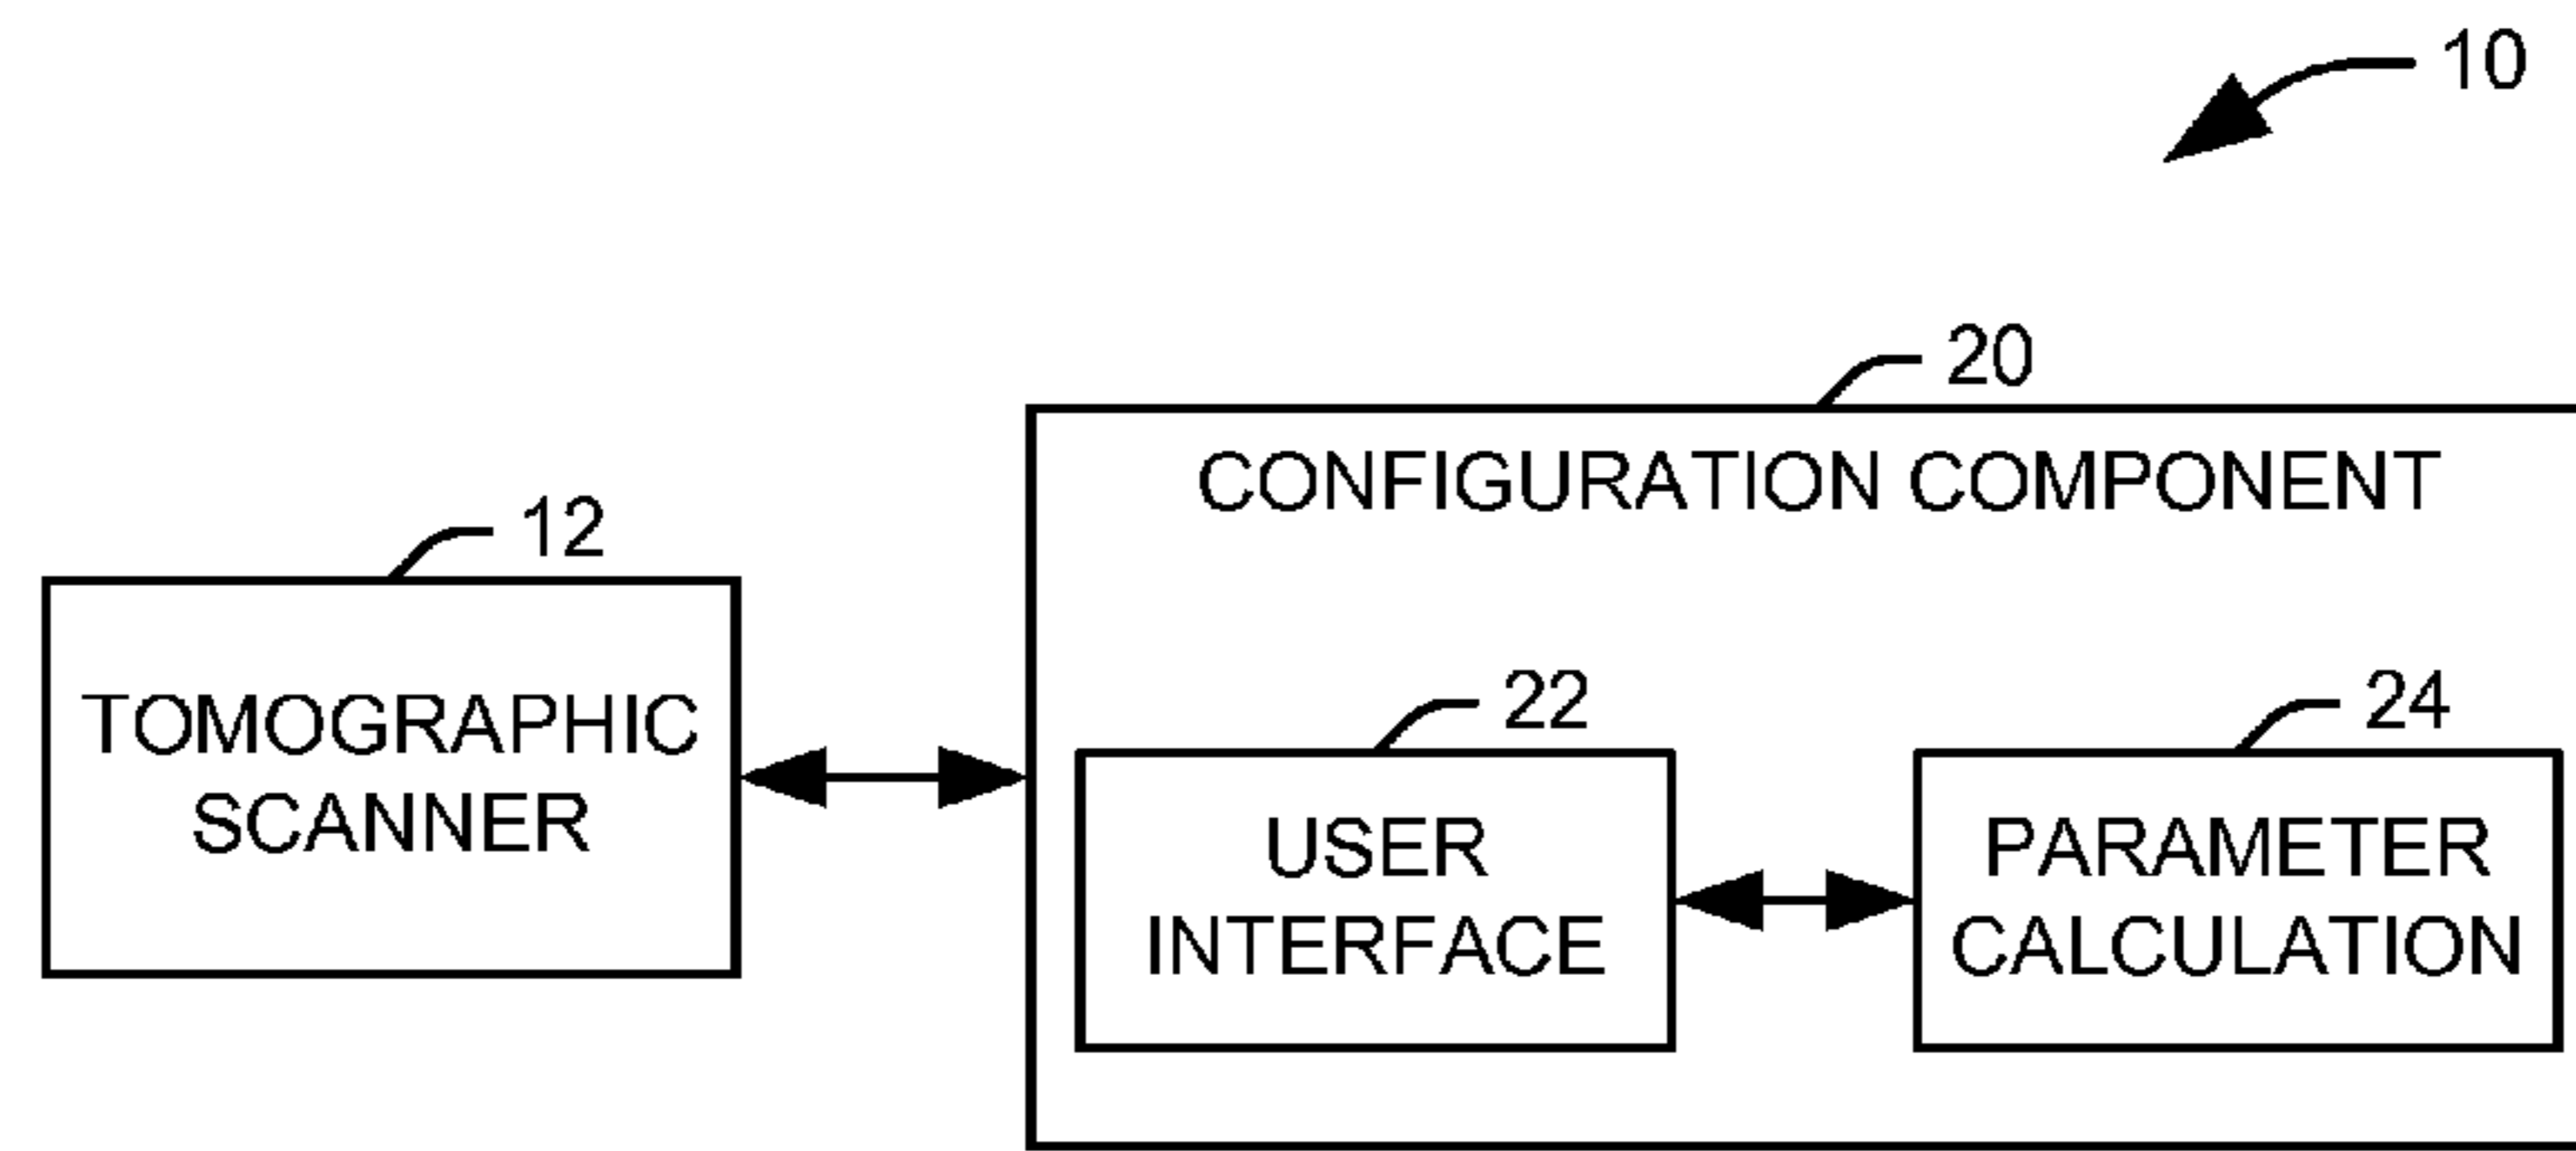 10
20
CONFIGURATION COMPONENT
12
TOMOGRAPHIC
SCANNER
22
USER
INTERFACE
24
PARAMETER
CALCULATION